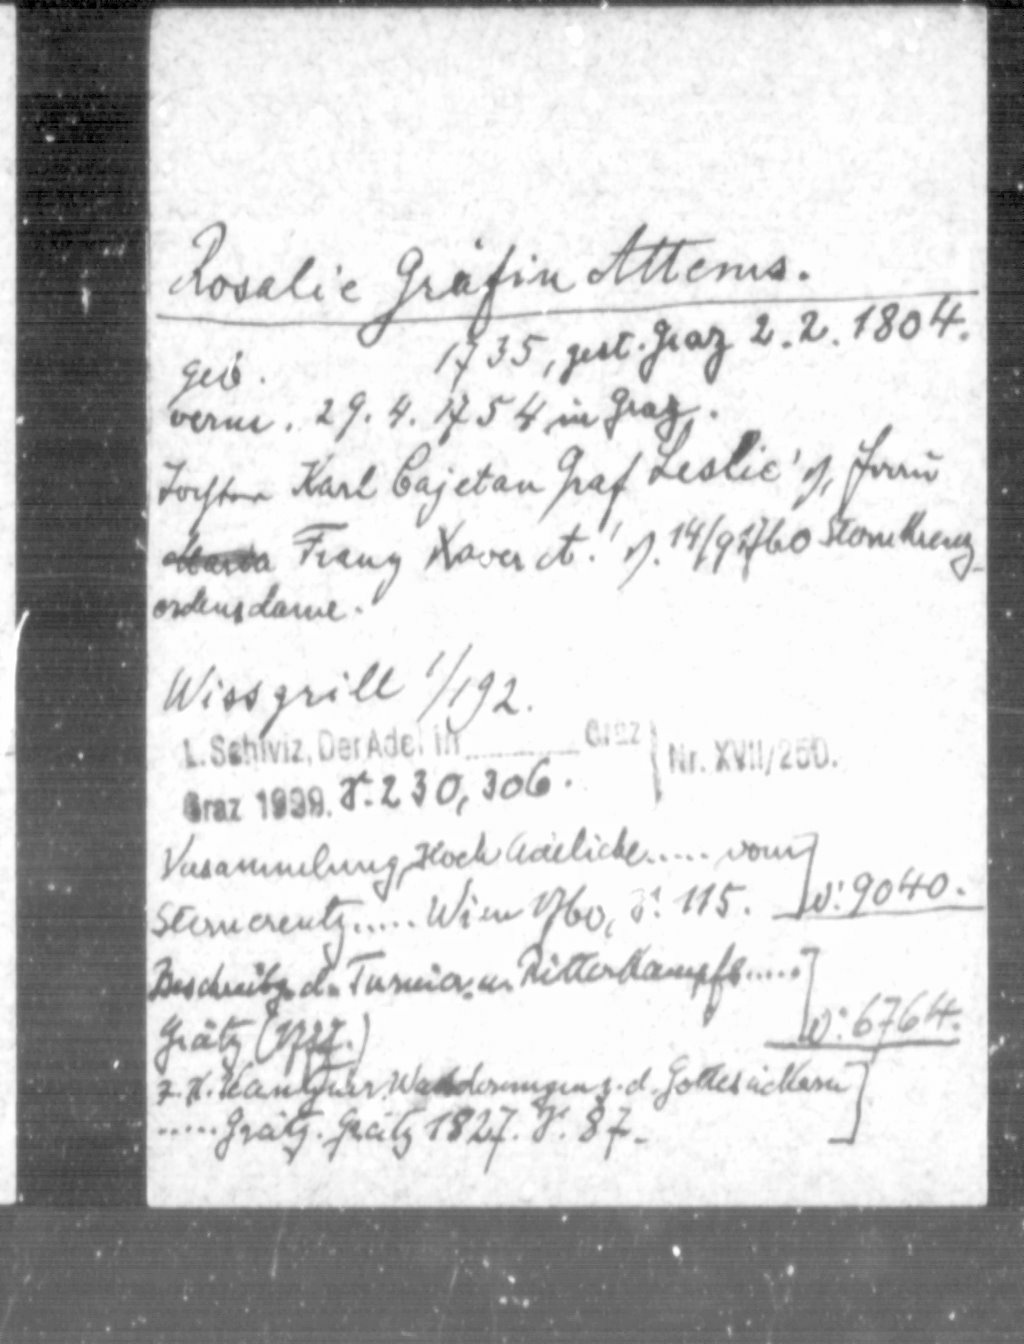 Rosalie Gräfin Attems.
geb. 1735, gest. Graz 2.2.1804.
verm. 29.4.1754 in Graz.
Tochter Karl Cajetan Graf Leslie's, Frau
Franz Xaver A.'s. 14/9 1760 Sternkreuz-
ordensdame.
Wissgrill 1/192.
L. Schiviz, Der Adel in ........ Graz
Graz 1909. S. 230, 306.
Nr. XVII/250.
Versammlung, Hoch Adeliche ..... vom
Sterncreutz ..... Wien 1760, S. 115.
v: 9040.
Beschreibg. d. Turnier u. Ritterkampfs .....
Grätz
v: 6764.
Wanderungen z. d. Gottesäckern
..... Grätz. Grätz 1827. S. 87.